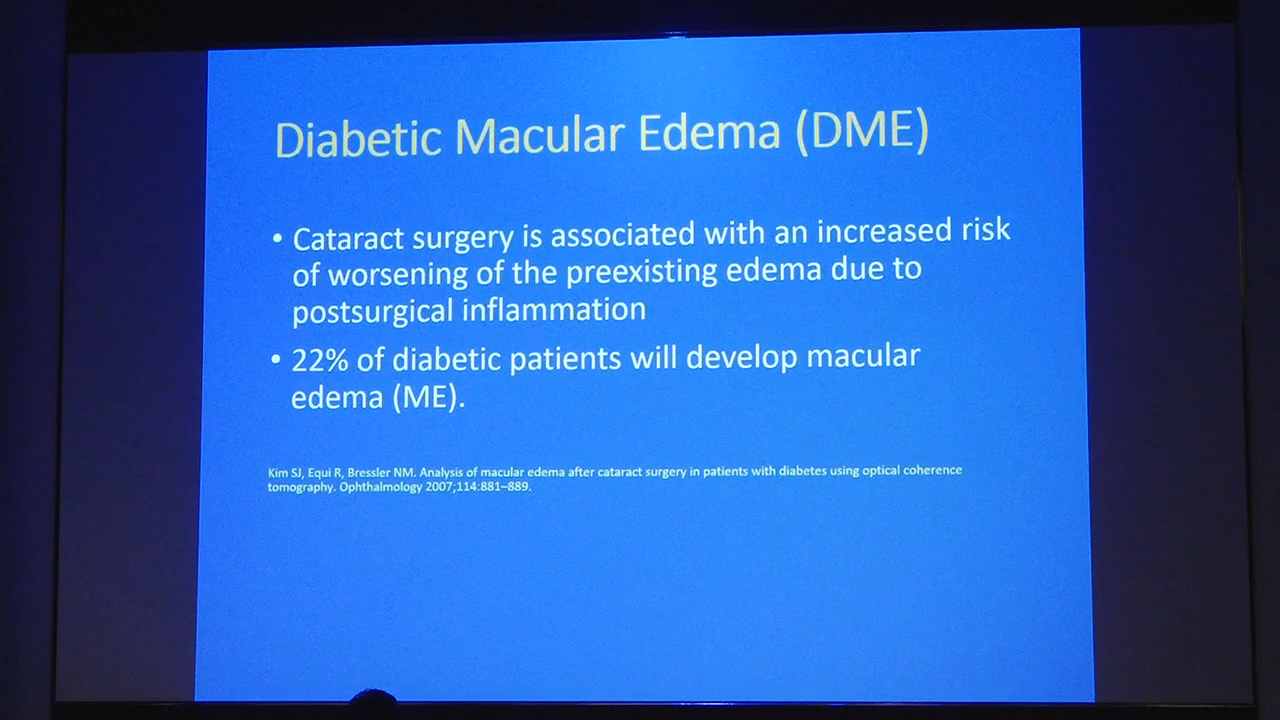 Diabetic Macular Edema (DME)
• Cataract surgery is associated with an increased risk
of worsening of the preexisting edema due to
postsurgical inflammation
• 22% of diabetic patients will develop macular
edema (ME).
Kim SJ, Equi R, Bressler NM. Analysis of macular edema after cataract surgery in patients with diabetes using optical coherence
tomography. Ophthalmology 2007;114:881–889.